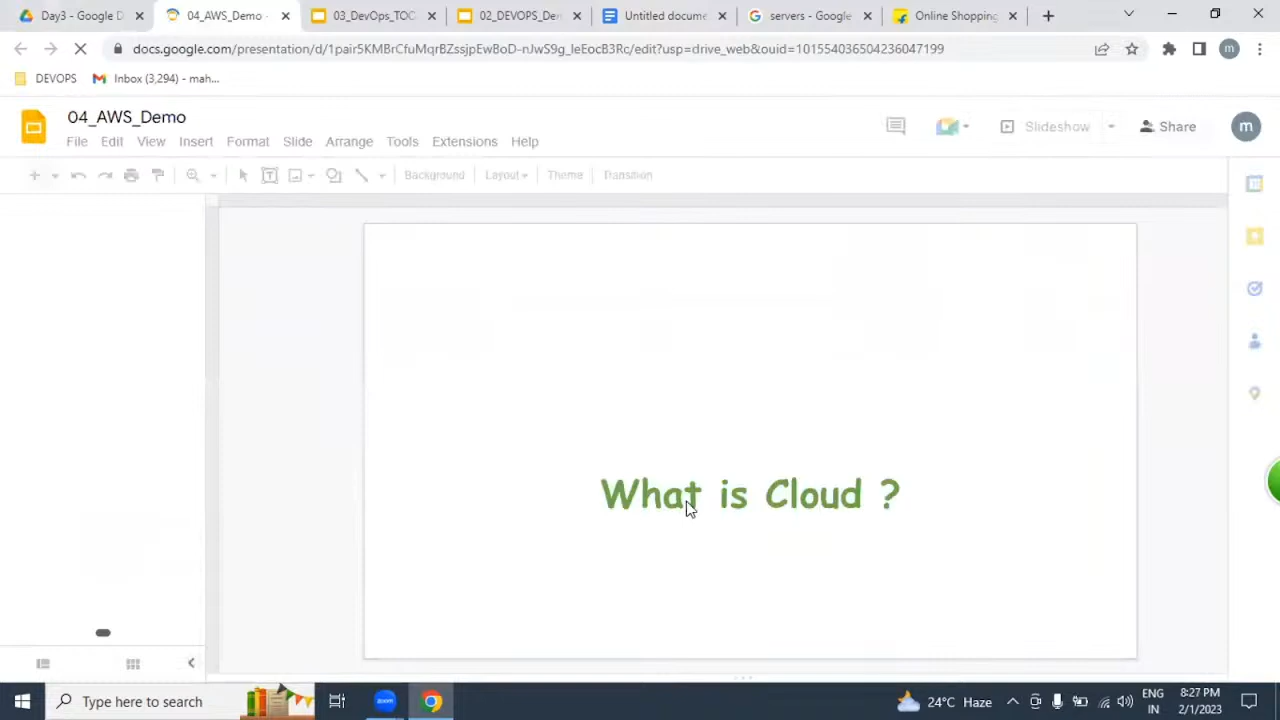 Day3 - Google D
04_AWS_Demo -
03_DevOps_TOC
02_DEVOPS_Den
Untitled docume
servers - Google
Online Shopping
docs.google.com/presentation/d/1pair5KMBrCfuMqrBZssjpEwBoD-nJwS9g_IeEocB3Rc/edit?usp=drive_web&ouid=101554036504236047199
m
DEVOPS
Inbox (3,294) - mah...
04_AWS_Demo
File Edit View Insert Format Slide Arrange Tools Extensions Help
Slideshow
Share
m
Background Layout Theme Transition
What is Cloud ?
Type here to search
zoom
24°C Haze
ENG
IN
8:27 PM
2/1/2023